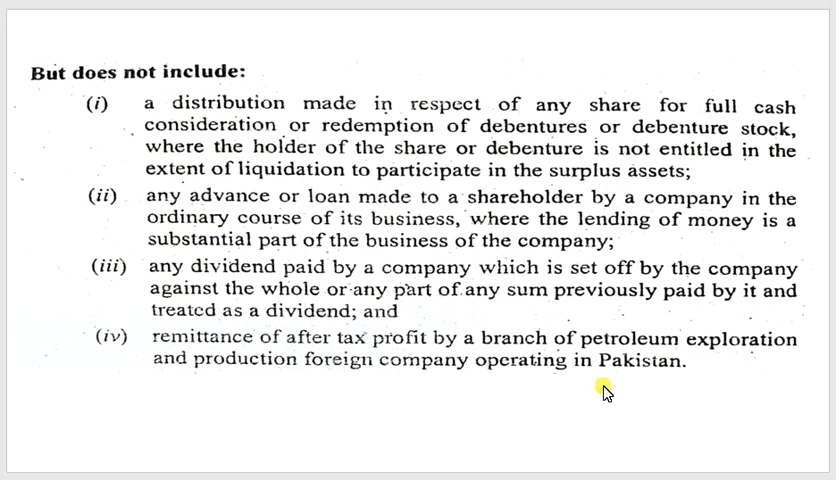 But does not include:
(i) a distribution made in respect of any share for full cash
consideration or redemption of debentures or debenture stock,
where the holder of the share or debenture is not entitled in the
extent of liquidation to participate in the surplus assets;
(ii) any advance or loan made to a shareholder by a company in the
ordinary course of its business, where the lending of money is a
substantial part of the business of the company;
(iii) any dividend paid by a company which is set off by the company
against the whole or any part of any sum previously paid by it and
treated as a dividend; and
(iv) remittance of after tax profit by a branch of petroleum exploration
and production foreign company operating in Pakistan.